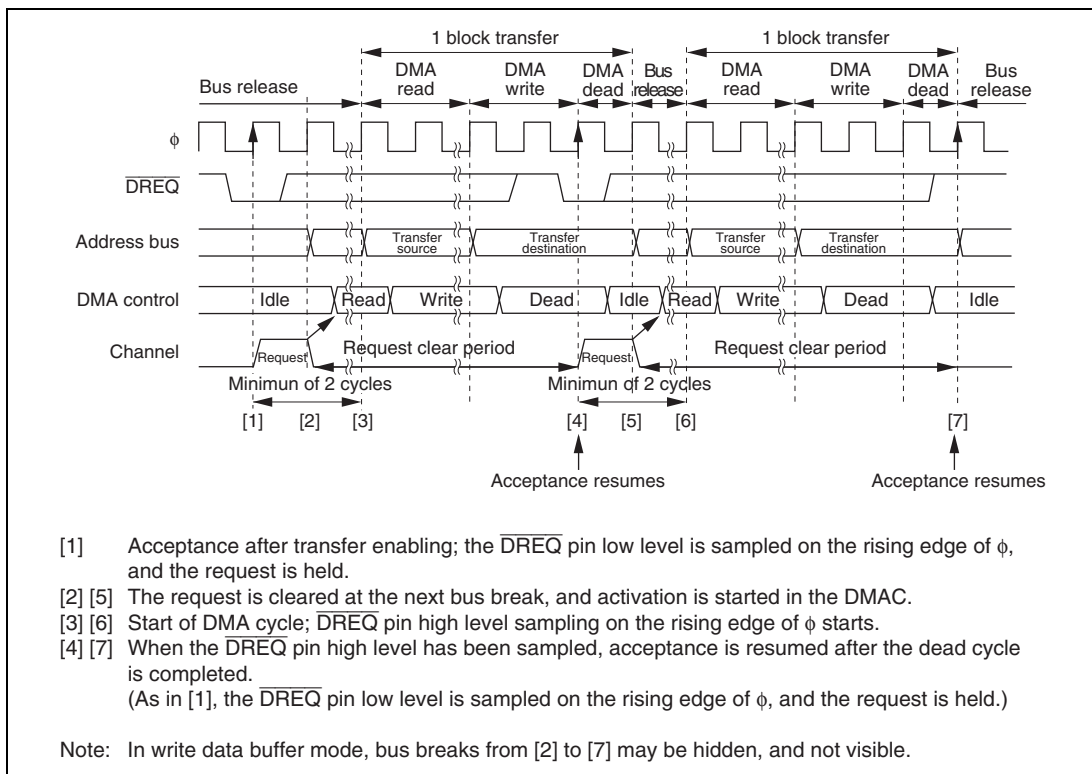 1 block transfer 1 block transfer
Bus release DMA read DMA write DMA dead Bus release DMA read DMA write DMA dead Bus release
φ
DREQ
Address bus Transfer source Transfer destination Transfer source Transfer destination
DMA control Idle Read Write Dead Idle Read Write Dead Idle
Channel Request Request clear period Request Request clear period
Minimun of 2 cycles Minimun of 2 cycles
[1] [2] [3] [4] [5] [6] [7]
Acceptance resumes Acceptance resumes
[1] Acceptance after transfer enabling; the DREQ pin low level is sampled on the rising edge of φ,
and the request is held.
[2] [5] The request is cleared at the next bus break, and activation is started in the DMAC.
[3] [6] Start of DMA cycle; DREQ pin high level sampling on the rising edge of φ starts.
[4] [7] When the DREQ pin high level has been sampled, acceptance is resumed after the dead cycle
is completed.
(As in [1], the DREQ pin low level is sampled on the rising edge of φ, and the request is held.)
Note: In write data buffer mode, bus breaks from [2] to [7] may be hidden, and not visible.